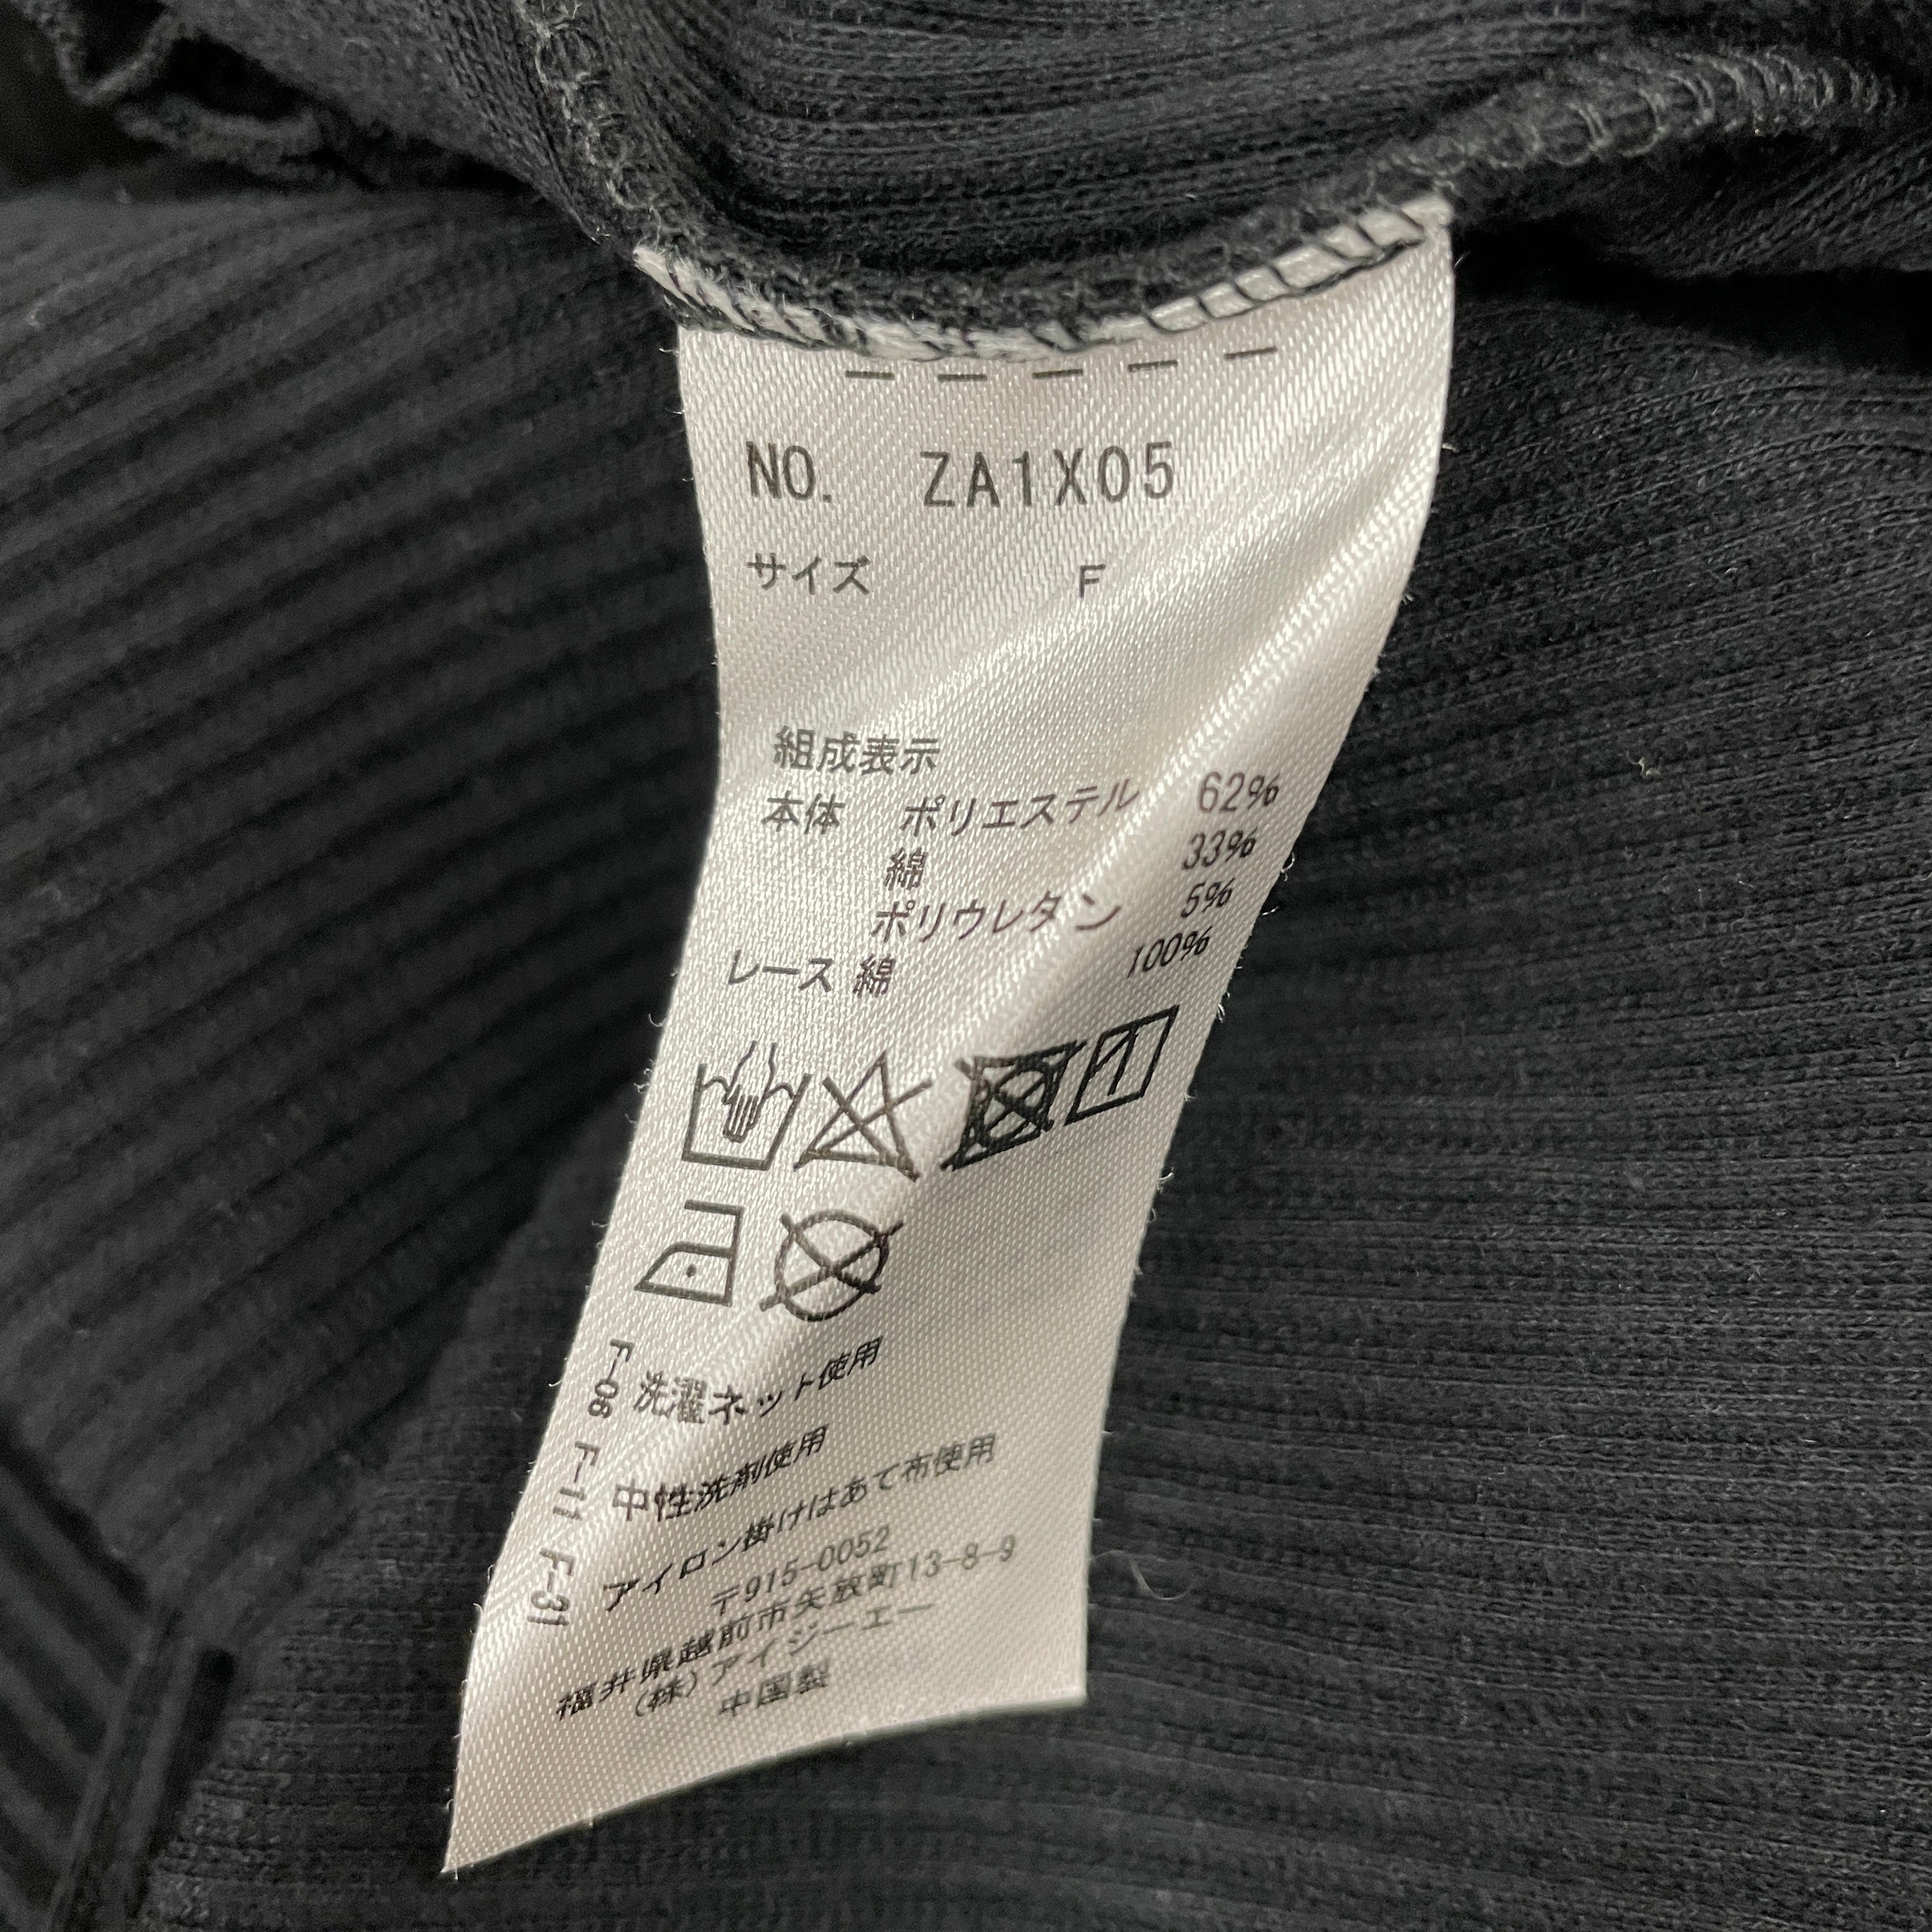 NO. ZA1X05
サイズ F
組成表示
本体 ポリエステル 62%
綿 33%
ポリウレタン 5%
レース 綿 100%
F-06 F-11 F-31
洗濯ネット使用
中性洗剤使用
アイロン掛けはあて布使用
〒915-0052
福井県越前市矢放町13-8-9
(株)アイジーエー
中国製